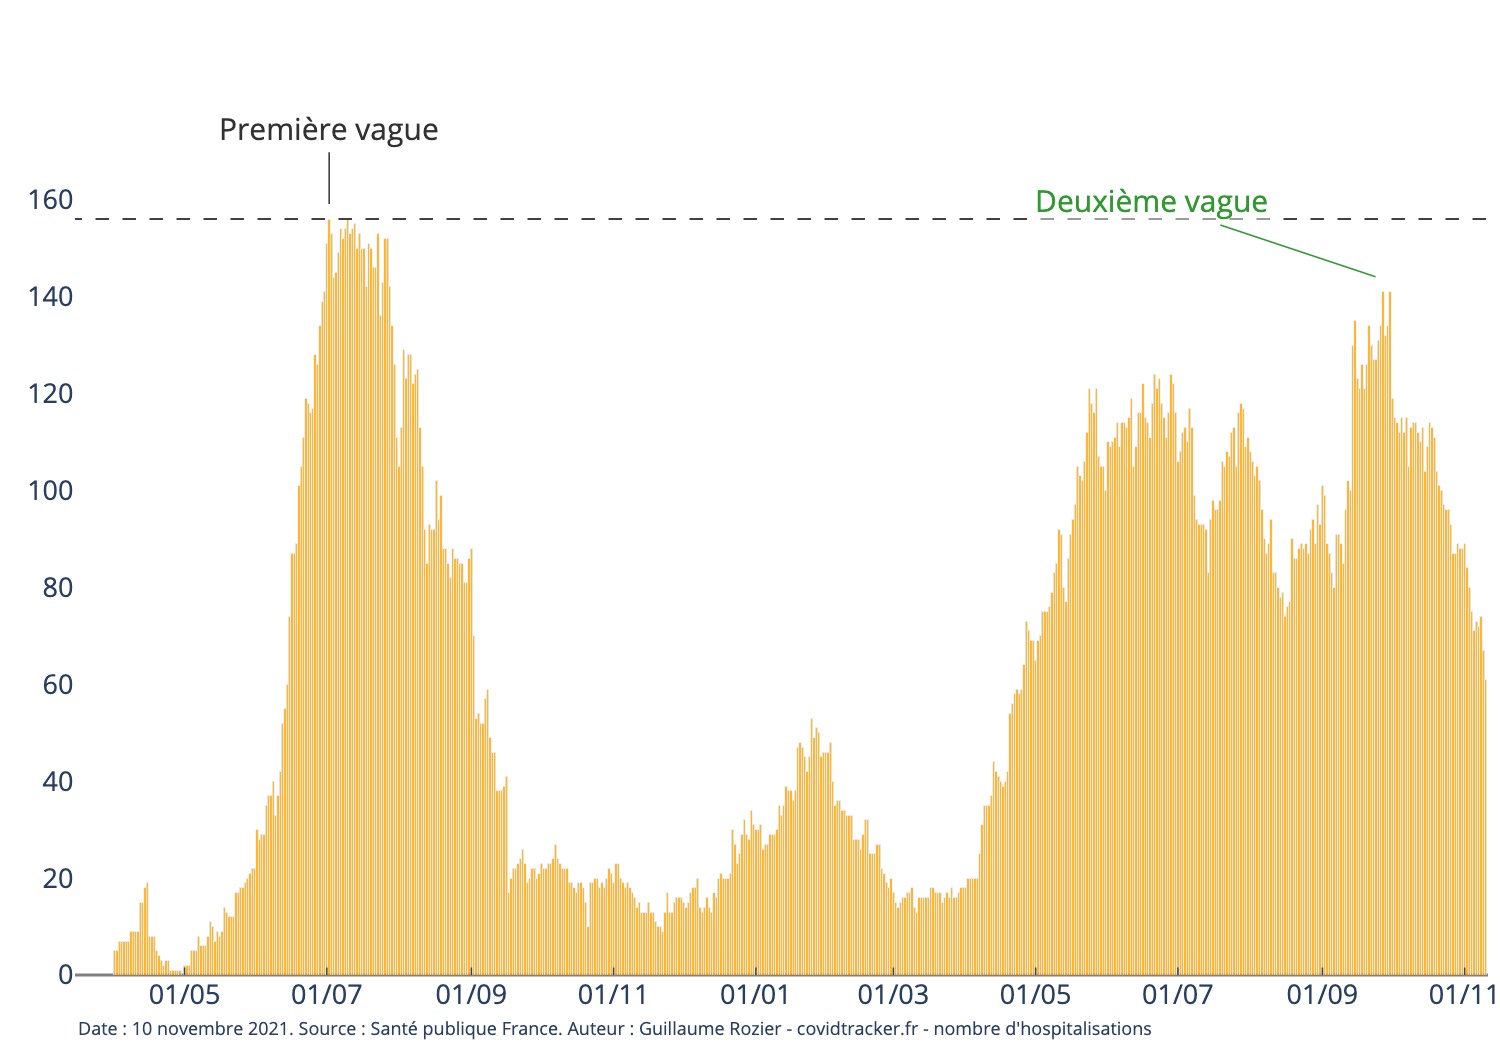 Première vague
Deuxième vague
160
140
120
100
80
60
40
20
0
01/05 01/07 01/09 01/11 01/01 01/03 01/05 01/07 01/09 01/11
Date : 10 novembre 2021. Source : Santé publique France. Auteur : Guillaume Rozier - covidtracker.fr - nombre d'hospitalisations